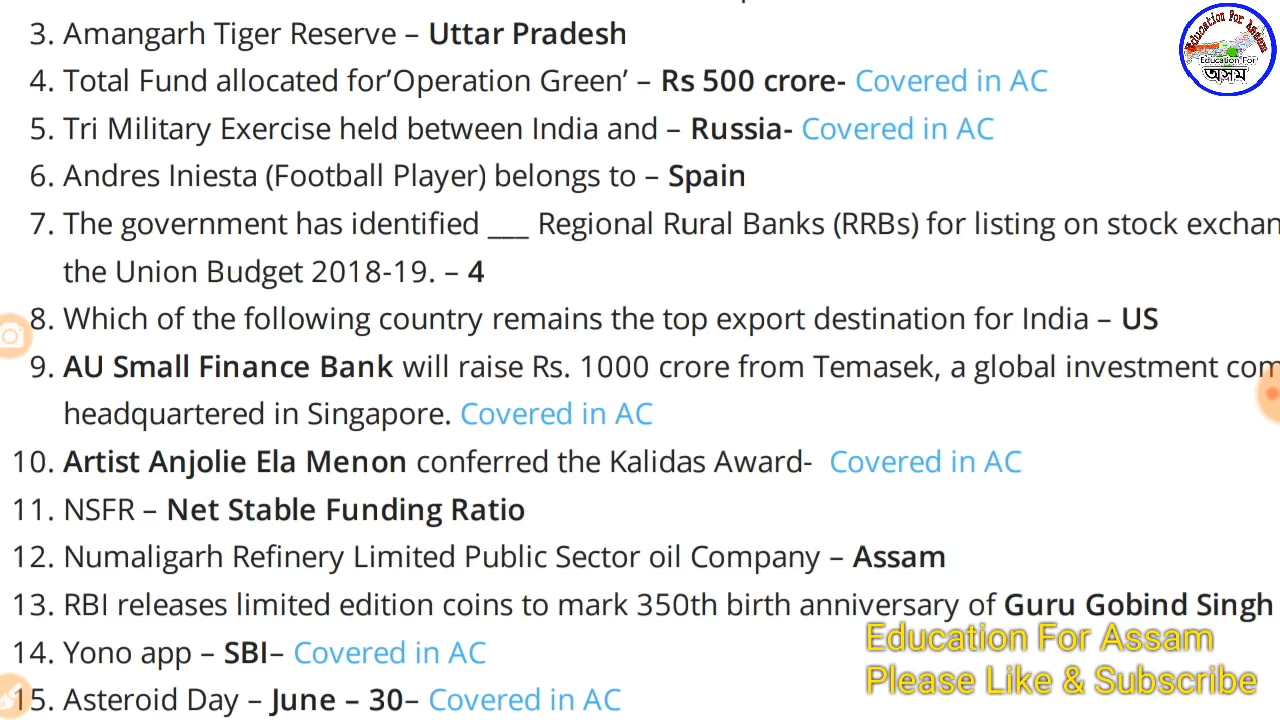 3. Amangarh Tiger Reserve – Uttar Pradesh
4. Total Fund allocated for’Operation Green’ – Rs 500 crore- Covered in AC
5. Tri Military Exercise held between India and – Russia- Covered in AC
6. Andres Iniesta (Football Player) belongs to – Spain
7. The government has identified ___ Regional Rural Banks (RRBs) for listing on stock exchan
the Union Budget 2018-19. – 4
8. Which of the following country remains the top export destination for India – US
9. AU Small Finance Bank will raise Rs. 1000 crore from Temasek, a global investment com
headquartered in Singapore. Covered in AC
10. Artist Anjolie Ela Menon conferred the Kalidas Award- Covered in AC
11. NSFR – Net Stable Funding Ratio
12. Numaligarh Refinery Limited Public Sector oil Company – Assam
13. RBI releases limited edition coins to mark 350th birth anniversary of Guru Gobind Singh
14. Yono app – SBI– Covered in AC
15. Asteroid Day – June – 30– Covered in AC
Education For Assam
Education For
অসম
Education For Assam
Please Like & Subscribe